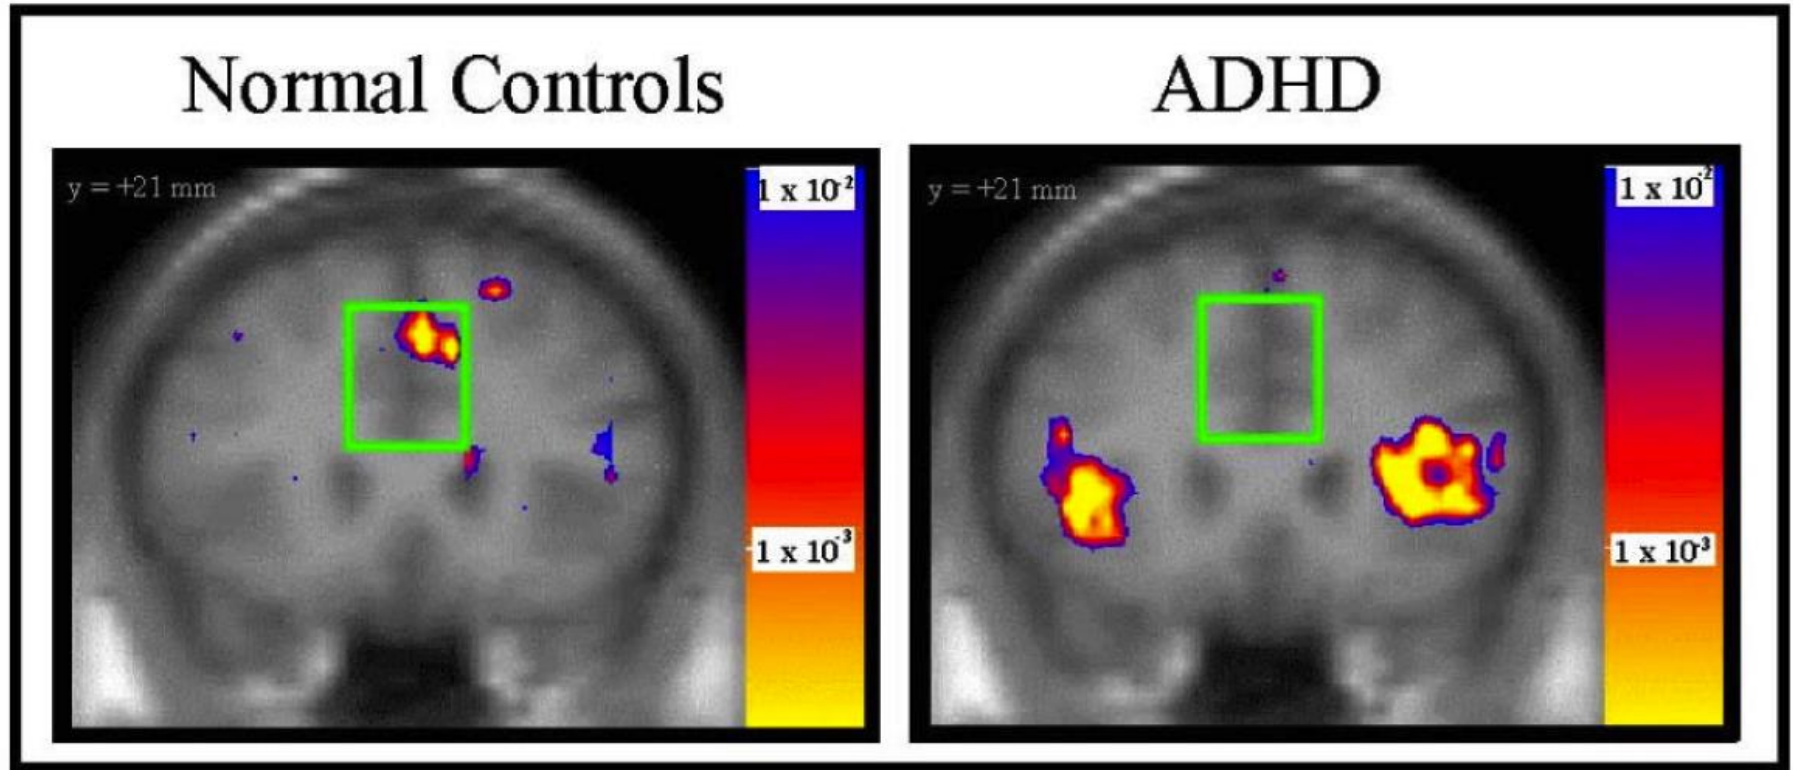 Normal Controls
ADHD
y = +21 mm
1 x 10⁻²
1 x 10⁻³
y = +21 mm
1 x 10⁻²
1 x 10⁻³